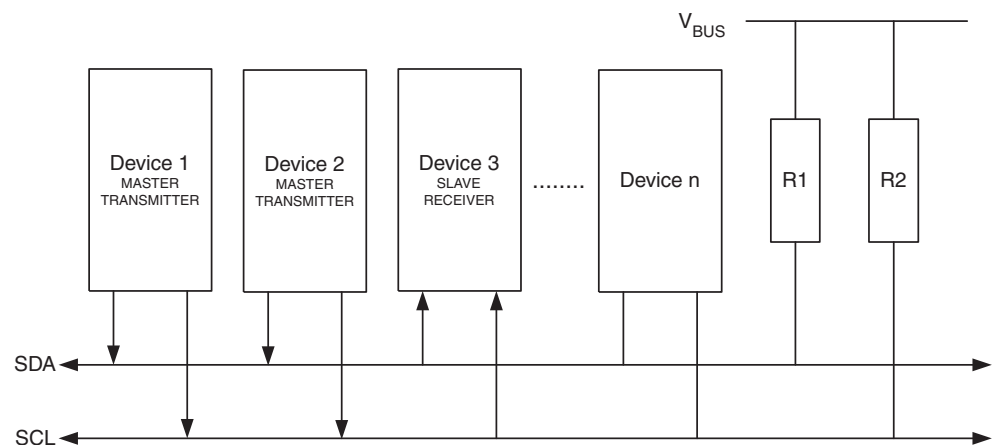 V_BUS
Device 1
MASTER
TRANSMITTER
Device 2
MASTER
TRANSMITTER
Device 3
SLAVE
RECEIVER
........
Device n
R1
R2
SDA
SCL